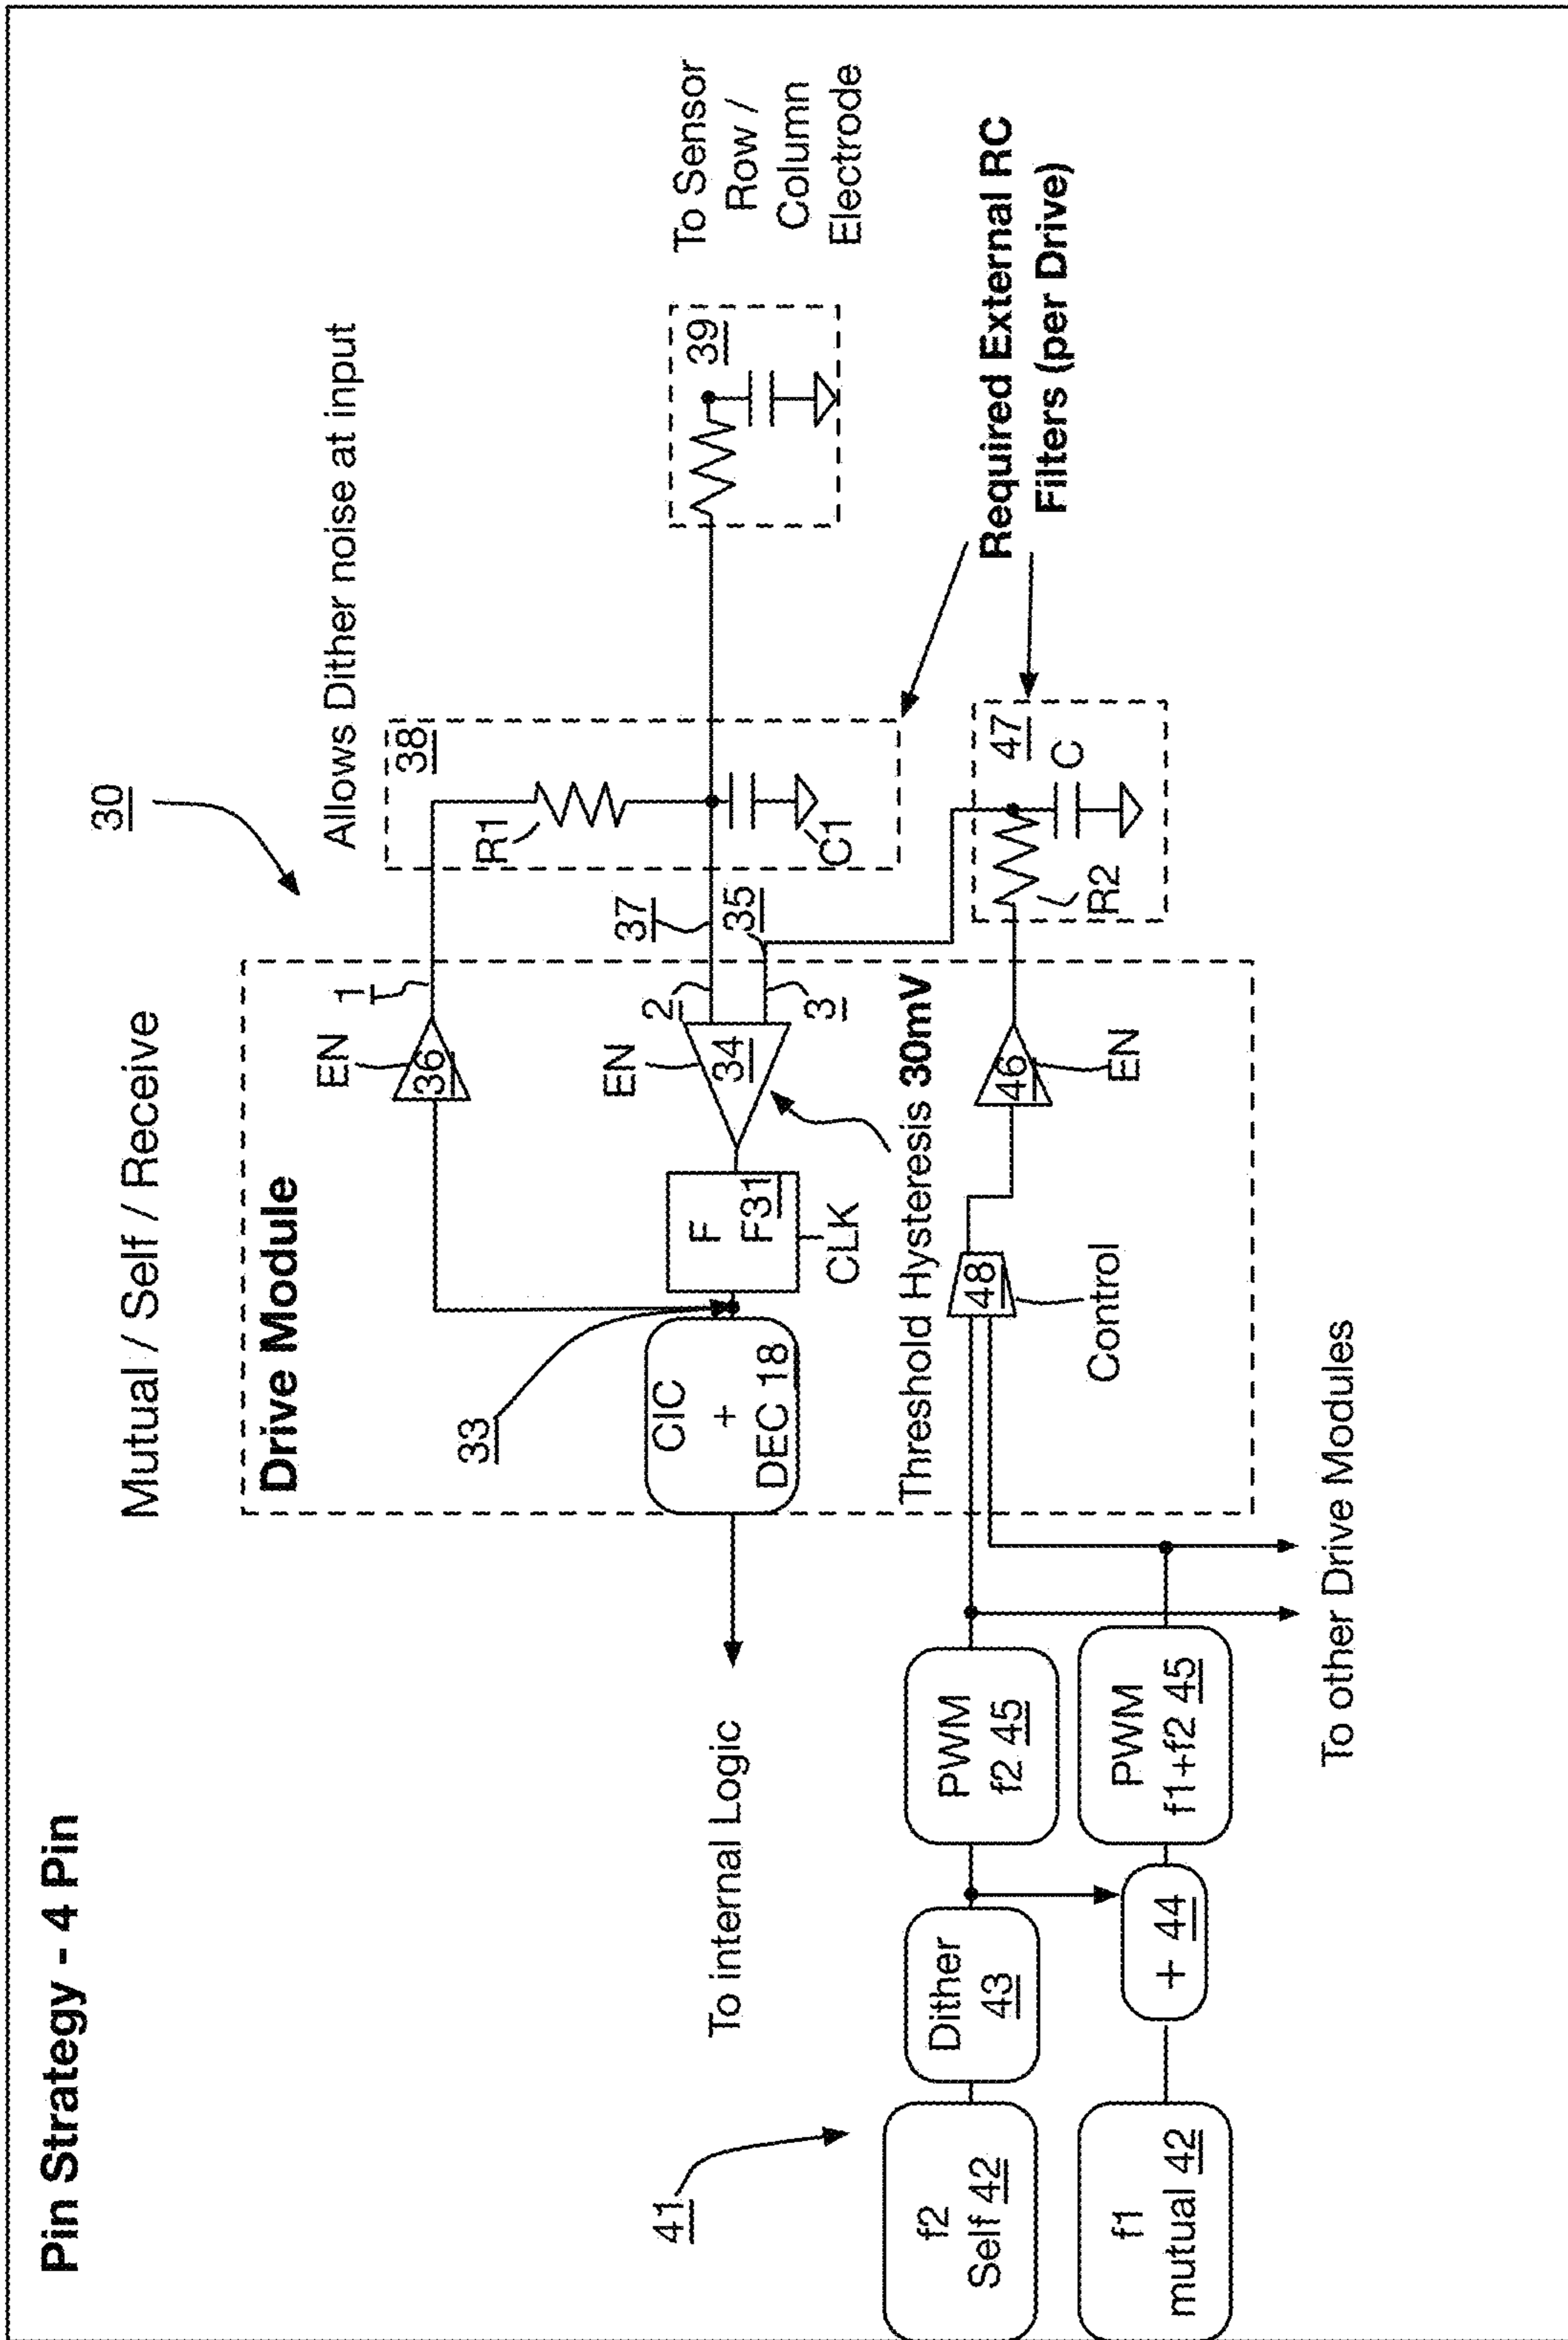 Pin Strategy - 4 Pin
Mutual / Self / Receive
30
Allows Dither noise at input
Drive Module
EN
36
1
R1
38
33
CIC
+
DEC 18
F
F31
CLK
EN
34
2
3
37
35
C1
39
To Sensor
Row /
Column
Electrode
To internal Logic
Threshold Hysteresis 30mV
Required External RC
Filters (per Drive)
41
f2
Self 42
Dither
43
PWM
f2 45
48
Control
46
EN
R2
47
C
f1
mutual 42
+ 44
PWM
f1+f2 45
To other Drive Modules